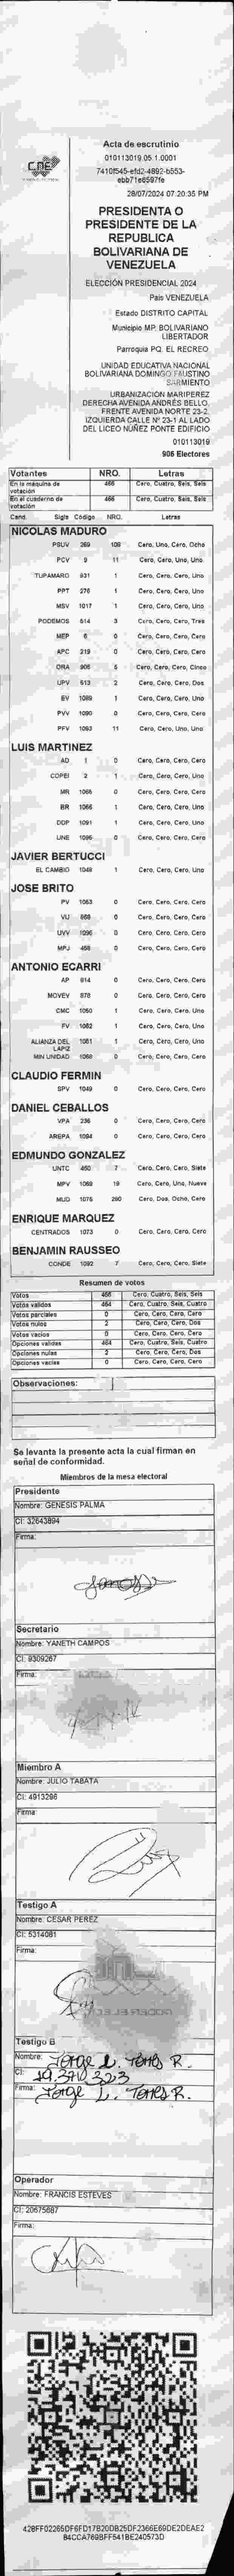 CNE
Acta de escrutinio
010113019.05.1.0001
7410f545-efd2-4892-b553-
ebb71e6597fe
28/07/2024 07:20:35 PM
PRESIDENTA O
PRESIDENTE DE LA
REPUBLICA
BOLIVARIANA DE
VENEZUELA
ELECCIÓN PRESIDENCIAL 2024
País VENEZUELA
Estado DISTRITO CAPITAL
Municipio MP. BOLIVARIANO
LIBERTADOR
Parroquia PQ. EL RECREO
UNIDAD EDUCATIVA NACIONAL
BOLIVARIANA DOMINGO FAUSTINO
SARMIENTO
URBANIZACIÓN MARIPEREZ
DERECHA AVENIDA ANDRÉS BELLO.
FRENTE AVENIDA NORTE 23-2.
IZQUIERDA CALLE Nº 23-1 AL LADO
DEL LICEO NÚÑEZ PONTE EDIFICIO
010113019
906 Electores
Votantes NRO. Letras
En la máquina de votación 466 Cero, Cuatro, Seis, Seis
En el cuaderno de votación 466 Cero, Cuatro, Seis, Seis
Cand. Sigla Código NRO. Letras
NICOLAS MADURO
PSUV 269 108 Cero, Uno, Cero, Ocho
PCV 9 11 Cero, Cero, Uno, Uno
TUPAMARO 931 1 Cero, Cero, Cero, Uno
PPT 276 1 Cero, Cero, Cero, Uno
MSV 1017 1 Cero, Cero, Cero, Uno
PODEMOS 614 3 Cero, Cero, Cero, Tres
MEP 6 0 Cero, Cero, Cero, Cero
APC 219 0 Cero, Cero, Cero, Cero
ORA 906 5 Cero, Cero, Cero, Cinco
UPV 513 2 Cero, Cero, Cero, Dos
EV 1089 1 Cero, Cero, Cero, Uno
PVV 1090 0 Cero, Cero, Cero, Cero
PFV 1093 11 Cero, Cero, Uno, Uno
LUIS MARTINEZ
AD 1 0 Cero, Cero, Cero, Cero
COPEI 2 1 Cero, Cero, Cero, Uno
MR 1065 0 Cero, Cero, Cero, Cero
BR 1066 1 Cero, Cero, Cero, Uno
DDP 1091 1 Cero, Cero, Cero, Uno
UNE 1095 0 Cero, Cero, Cero, Cero
JAVIER BERTUCCI
EL CAMBIO 1048 1 Cero, Cero, Cero, Uno
JOSE BRITO
PV 1063 0 Cero, Cero, Cero, Cero
VU 868 0 Cero, Cero, Cero, Cero
UVV 1096 0 Cero, Cero, Cero, Cero
MPJ 468 0 Cero, Cero, Cero, Cero
ANTONIO ECARRI
AP 914 0 Cero, Cero, Cero, Cero
MOVEV 878 0 Cero, Cero, Cero, Cero
CMC 1050 1 Cero, Cero, Cero, Uno
FV 1082 1 Cero, Cero, Cero, Uno
ALIANZA DEL LAPIZ 1081 1 Cero, Cero, Cero, Uno
MIN UNIDAD 1068 0 Cero, Cero, Cero, Cero
CLAUDIO FERMIN
SPV 1049 0 Cero, Cero, Cero, Cero
DANIEL CEBALLOS
VPA 236 0 Cero, Cero, Cero, Cero
AREPA 1094 0 Cero, Cero, Cero, Cero
EDMUNDO GONZALEZ
UNTC 460 7 Cero, Cero, Cero, Siete
MPV 1069 19 Cero, Cero, Uno, Nueve
MUD 1075 280 Cero, Dos, Ocho, Cero
ENRIQUE MARQUEZ
CENTRADOS 1073 0 Cero, Cero, Cero, Cero
BENJAMIN RAUSSEO
CONDE 1092 7 Cero, Cero, Cero, Siete
Resumen de votos
Votos 466 Cero, Cuatro, Seis, Seis
Votos validos 464 Cero, Cuatro, Seis, Cuatro
Votos parciales 0 Cero, Cero, Cero, Cero
Votos nulos 2 Cero, Cero, Cero, Dos
Votos vacios 0 Cero, Cero, Cero, Cero
Opciones validas 464 Cero, Cuatro, Seis, Cuatro
Opciones nulas 2 Cero, Cero, Cero, Dos
Opciones vacias 0 Cero, Cero, Cero, Cero
Observaciones:
Se levanta la presente acta la cual firman en
señal de conformidad.
Miembros de la mesa electoral
Presidente
Nombre: GENESIS PALMA
CI: 32643894
Firma:
Secretario
Nombre: YANETH CAMPOS
CI: 9309267
Firma:
Miembro A
Nombre: JULIO TABATA
CI: 4913296
Firma:
Testigo A
Nombre: CESAR PEREZ
CI: 5314081
Firma:
PODER ELEC
Testigo B
Nombre: Jorge L. Torres R.
CI: 19.370.323
Firma: Jorge L. Torres R.
Operador
Nombre: FRANCIS ESTEVES
CI: 20675687
Firma:
428FF02265DF6FD17B20DB25DF2366E69DE2DEAE2
B4CCA769BFF541BE240573D